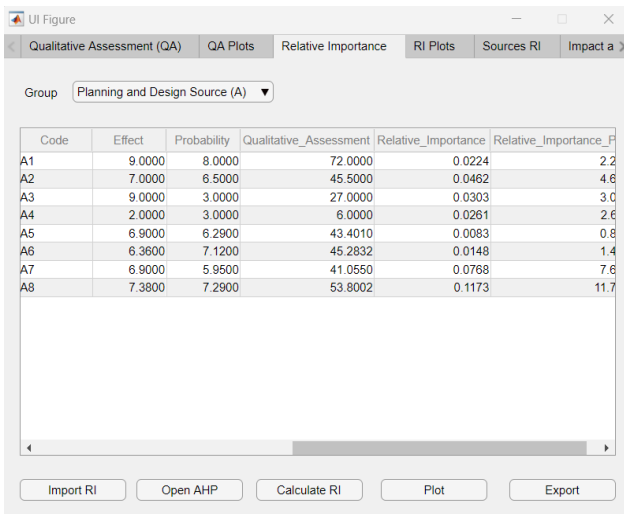 UI Figure
Qualitative Assessment (QA) QA Plots Relative Importance RI Plots Sources RI Impact a
Group Planning and Design Source (A)
Code Effect Probability Qualitative_Assessment Relative_Importance Relative_Importance_P
A1 9.0000 8.0000 72.0000 0.0224 2.2
A2 7.0000 6.5000 45.5000 0.0462 4.6
A3 9.0000 3.0000 27.0000 0.0303 3.0
A4 2.0000 3.0000 6.0000 0.0261 2.6
A5 6.9000 6.2900 43.4010 0.0083 0.8
A6 6.3600 7.1200 45.2832 0.0148 1.4
A7 6.9000 5.9500 41.0550 0.0768 7.6
A8 7.3800 7.2900 53.8002 0.1173 11.7
Import RI Open AHP Calculate RI Plot Export